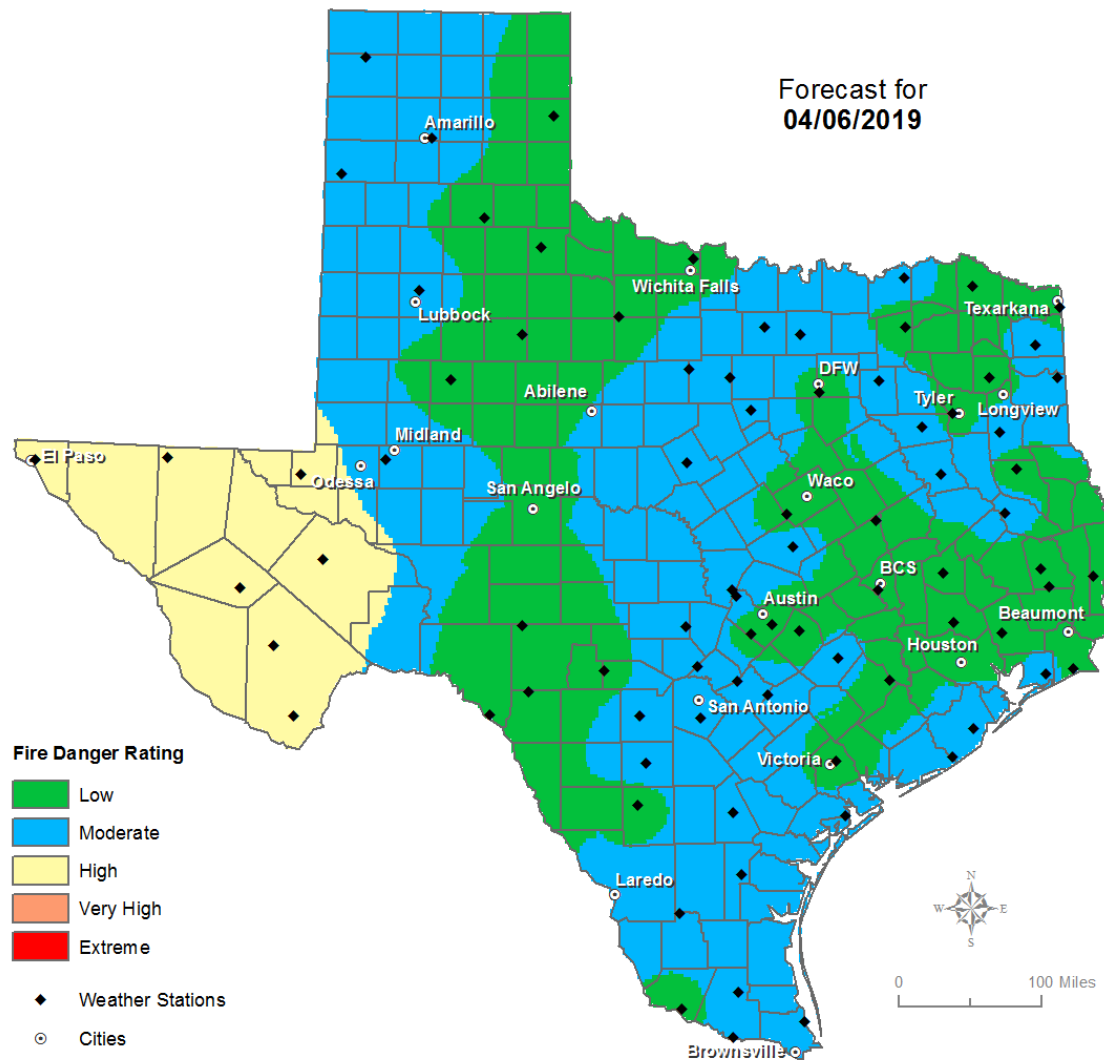 Forecast for
04/06/2019
Amarillo
Wichita Falls
Lubbock
Texarkana
DFW
Abilene
Tyler
Longview
Midland
El Paso
Odessa
Waco
San Angelo
BCS
Austin
Beaumont
Houston
San Antonio
Victoria
Fire Danger Rating
Low
Moderate
High
Very High
Extreme
Weather Stations
Cities
Laredo
N
W
E
S
0
100 Miles
Brownsville